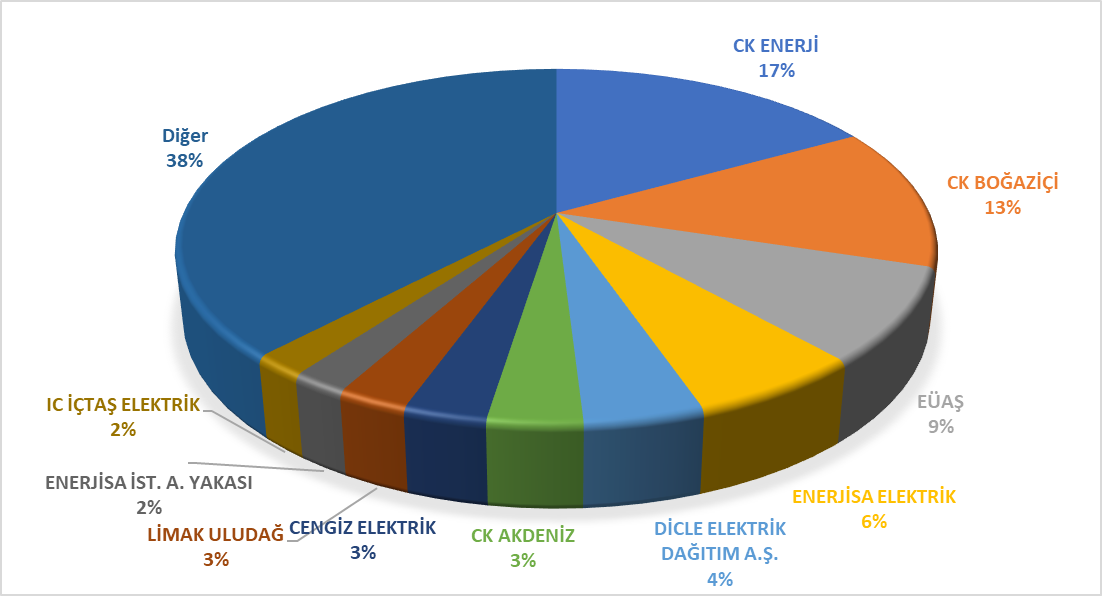 CK ENERJİ
17%
CK BOĞAZİÇİ
13%
EÜAŞ
9%
ENERJİSA ELEKTRİK
6%
DİCLE ELEKTRİK
DAĞITIM A.Ş.
4%
CK AKDENİZ
3%
CENGİZ ELEKTRİK
3%
LİMAK ULUDAĞ
3%
ENERJİSA İST. A. YAKASI
2%
IC İÇTAŞ ELEKTRİK
2%
Diğer
38%